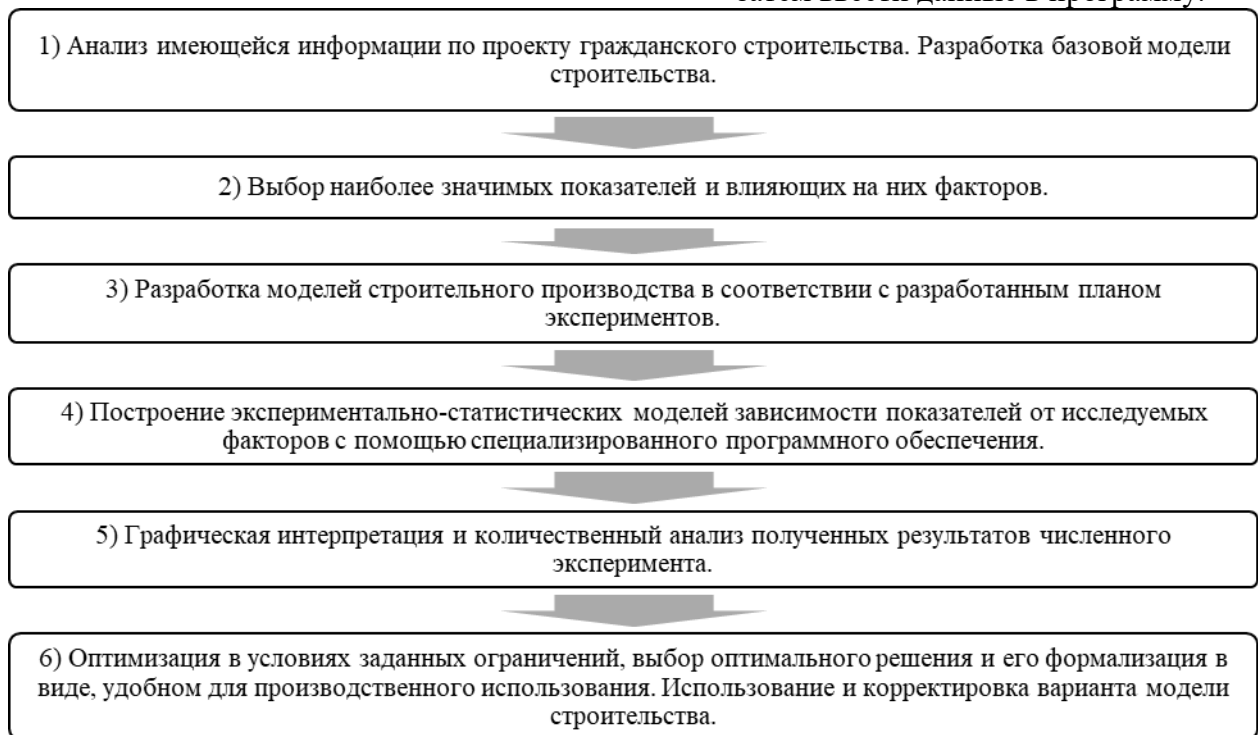 1) Анализ имеющейся информации по проекту гражданского строительства. Разработка базовой модели
строительства.
2) Выбор наиболее значимых показателей и влияющих на них факторов.
3) Разработка моделей строительного производства в соответствии с разработанным планом
экспериментов.
4) Построение экспериментально-статистических моделей зависимости показателей от исследуемых
факторов с помощью специализированного программного обеспечения.
5) Графическая интерпретация и количественный анализ полученных результатов численного
эксперимента.
6) Оптимизация в условиях заданных ограничений, выбор оптимального решения и его формализация в
виде, удобном для производственного использования. Использование и корректировка варианта модели
строительства.